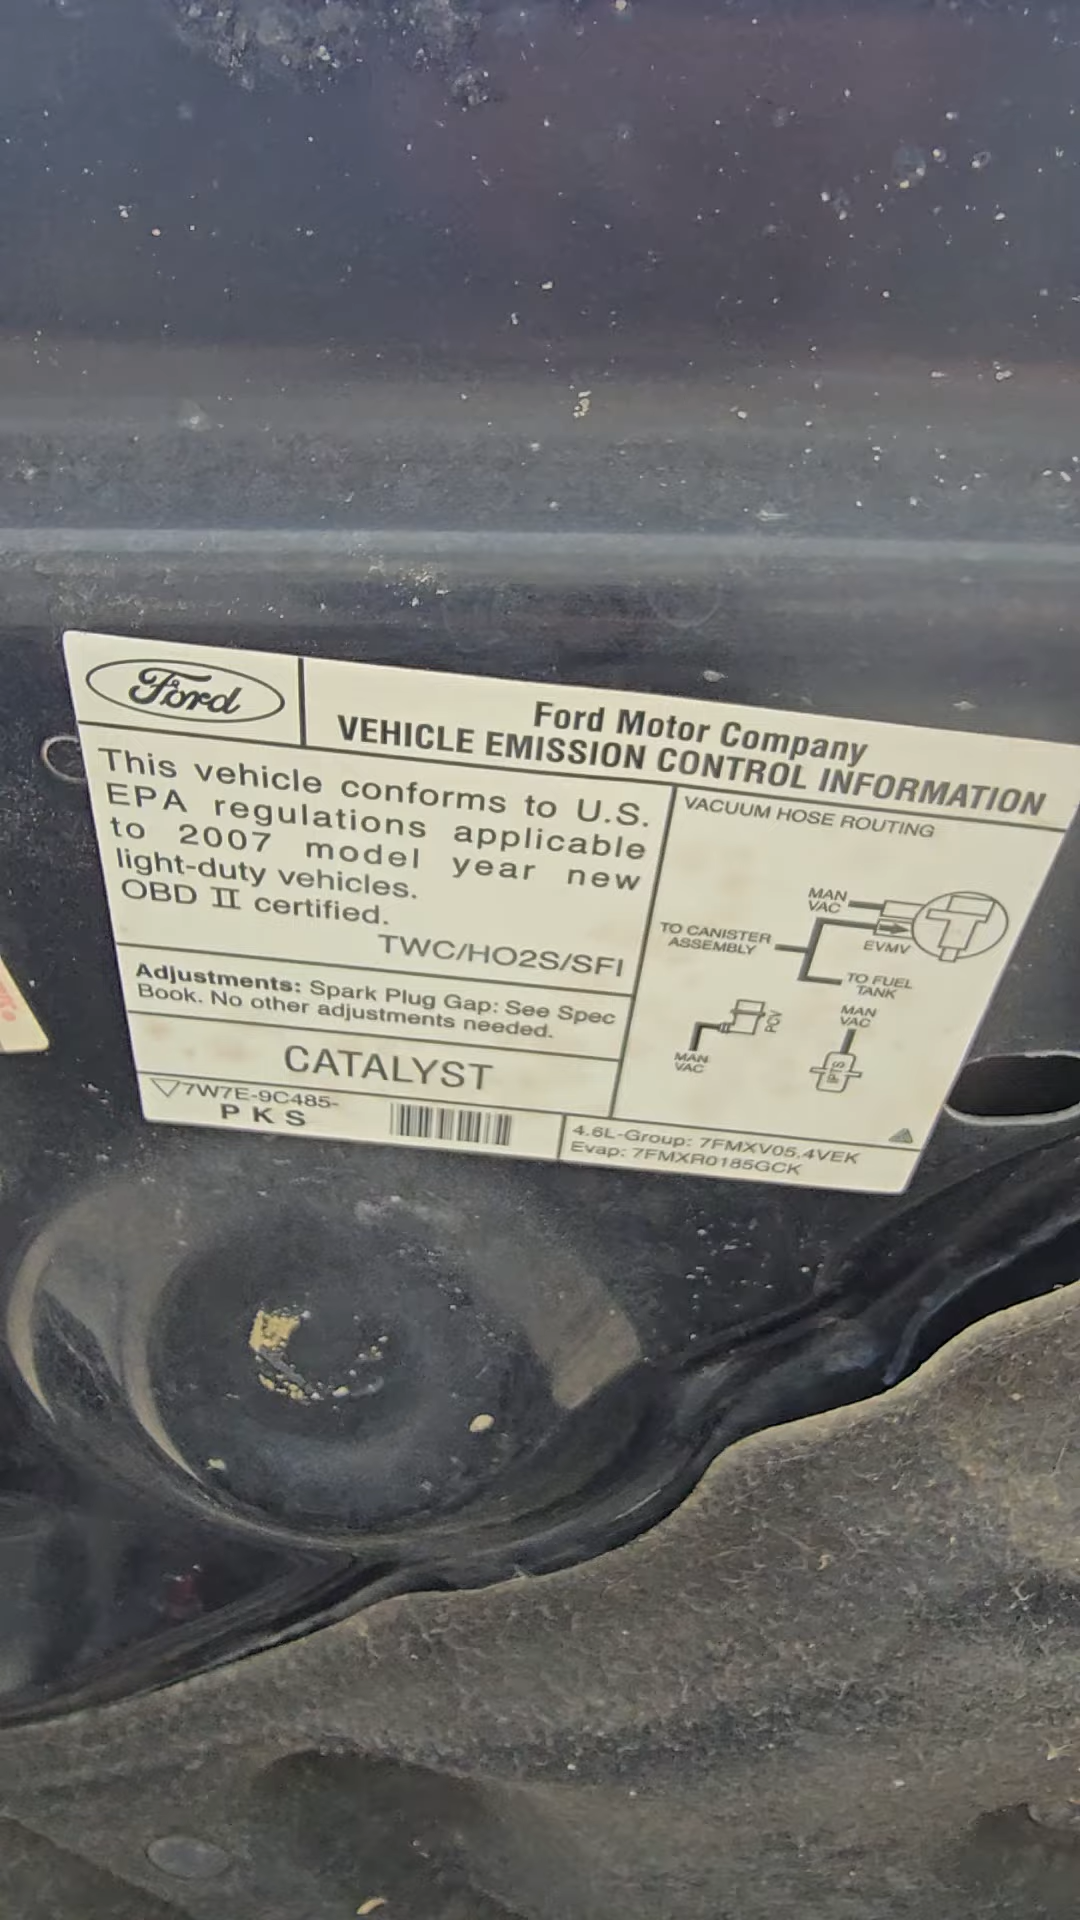 Ford
Ford Motor Company
VEHICLE EMISSION CONTROL INFORMATION
This vehicle conforms to U.S.
EPA regulations applicable
to 2007 model year new
light-duty vehicles.
OBD II certified.
TWC/HO2S/SFI
Adjustments: Spark Plug Gap: See Spec
Book. No other adjustments needed.
CATALYST
7W7E-9C485-
P K S
VACUUM HOSE ROUTING
MAN
VAC
TO CANISTER
ASSEMBLY
EVMV
TO FUEL
TANK
PCV
MAN
VAC
MAN
VAC
FTS
4.6L-Group: 7FMXV05.4VEK
Evap: 7FMXR0185GCK